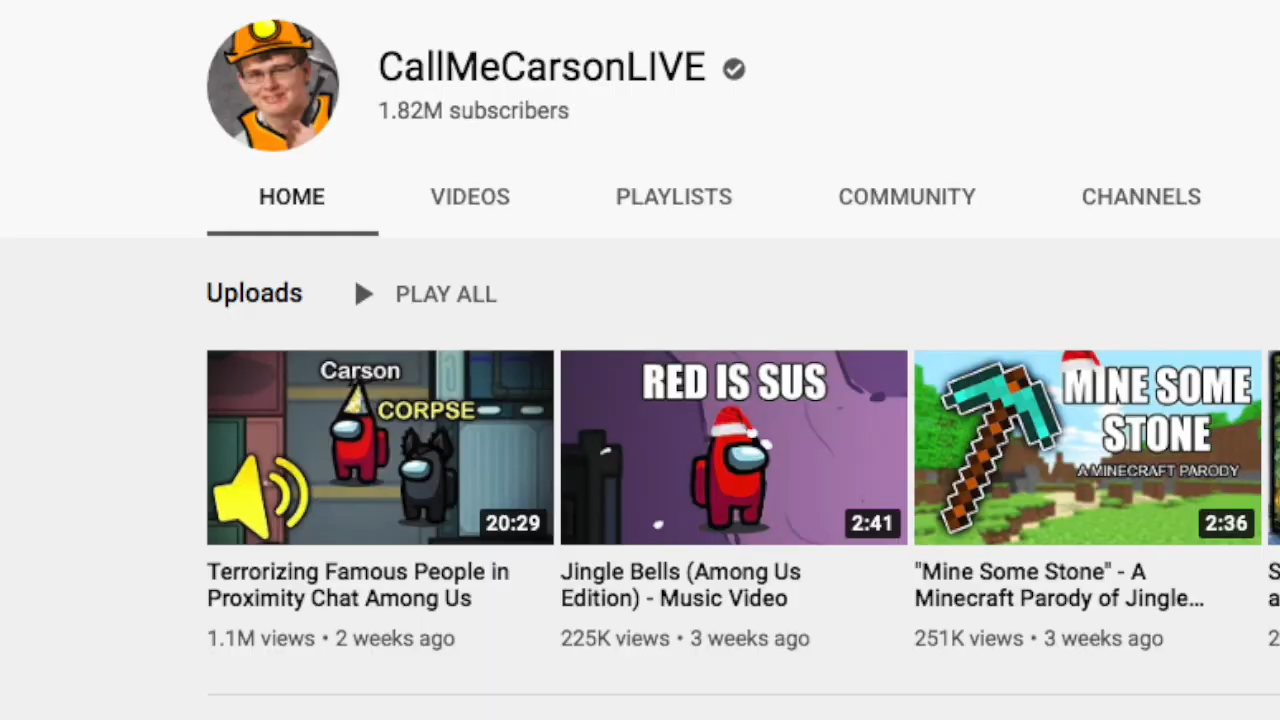 CallMeCarsonLIVE
1.82M subscribers
HOME VIDEOS PLAYLISTS COMMUNITY CHANNELS
Uploads PLAY ALL
Carson
CORPSE
20:29
RED IS SUS
2:41
MINE SOME
STONE
A MINECRAFT PARODY
2:36
Terrorizing Famous People in
Proximity Chat Among Us
1.1M views • 2 weeks ago
Jingle Bells (Among Us
Edition) - Music Video
225K views • 3 weeks ago
"Mine Some Stone" - A
Minecraft Parody of Jingle...
251K views • 3 weeks ago